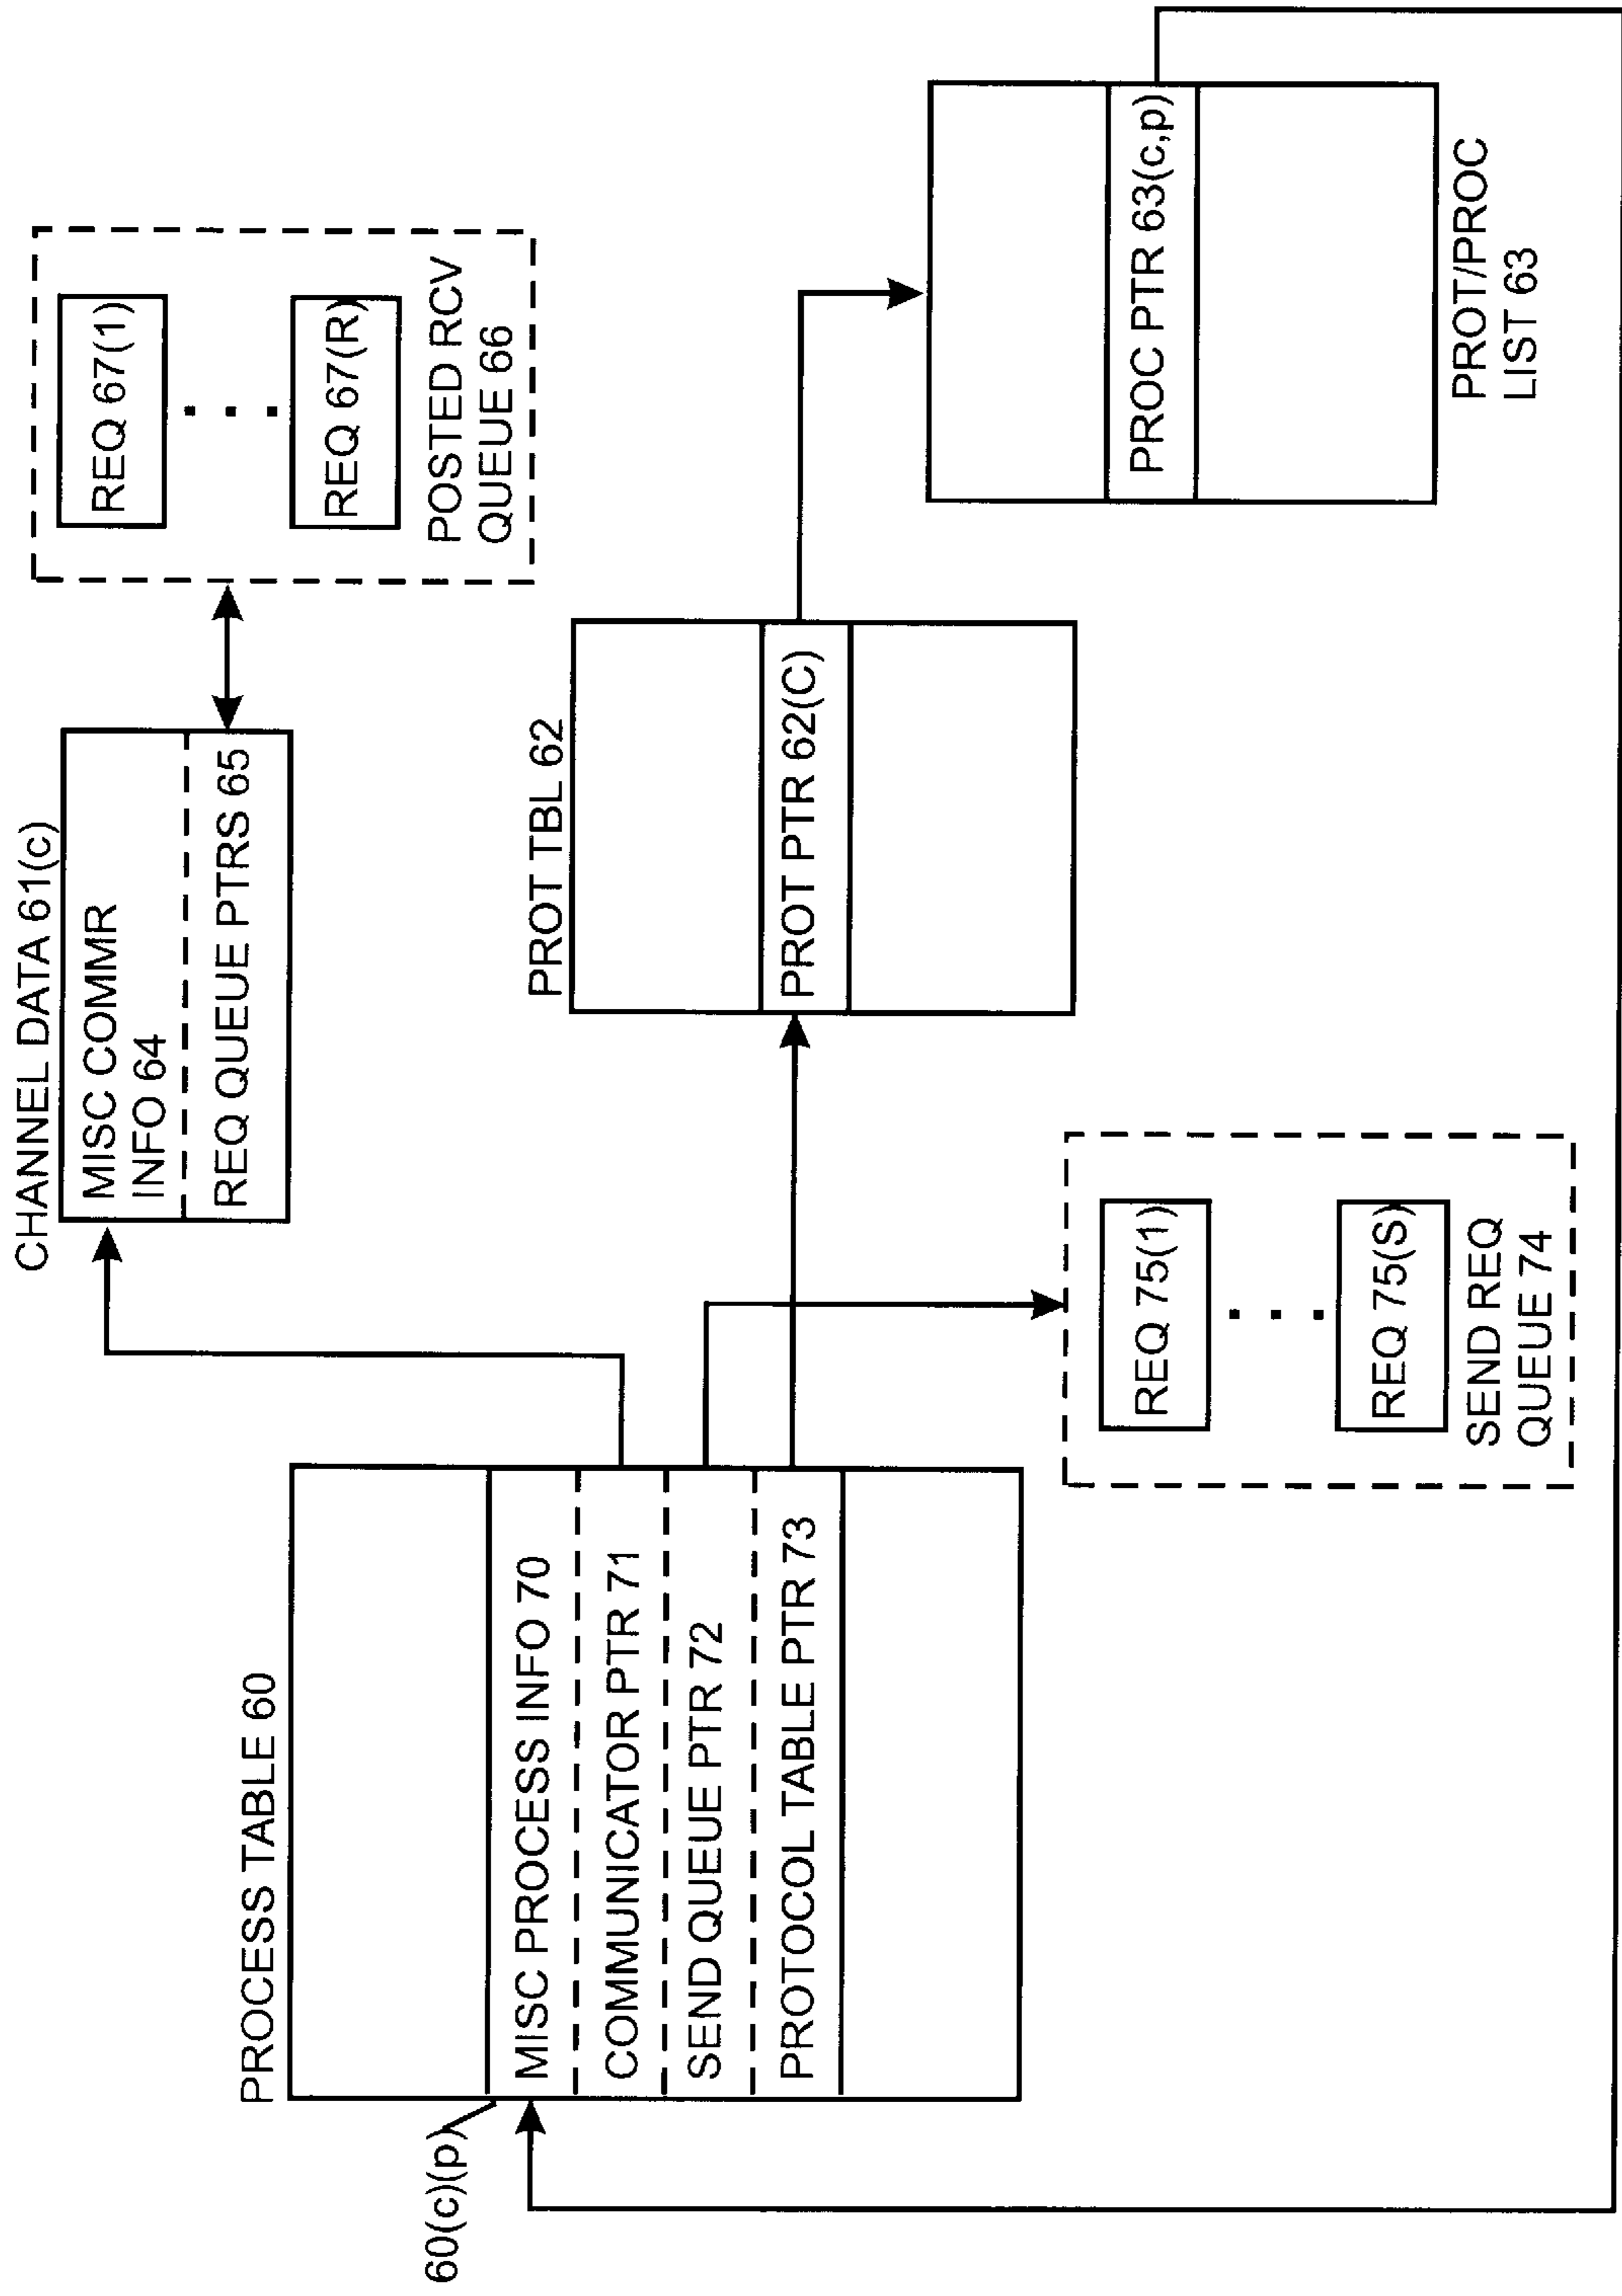 CHANNEL DATA 61(c)
MISC COMMR
INFO 64
REQ QUEUE PTRS 65
REQ 67(1)
REQ 67(R)
POSTED RCV
QUEUE 66
PROCESS TABLE 60
60(c)(p)
MISC PROCESS INFO 70
COMMUNICATOR PTR 71
SEND QUEUE PTR 72
PROTOCOL TABLE PTR 73
PROT TBL 62
PROT PTR 62(C)
REQ 75(1)
REQ 75(S)
SEND REQ
QUEUE 74
PROC PTR 63(c,p)
PROT/PROC
LIST 63